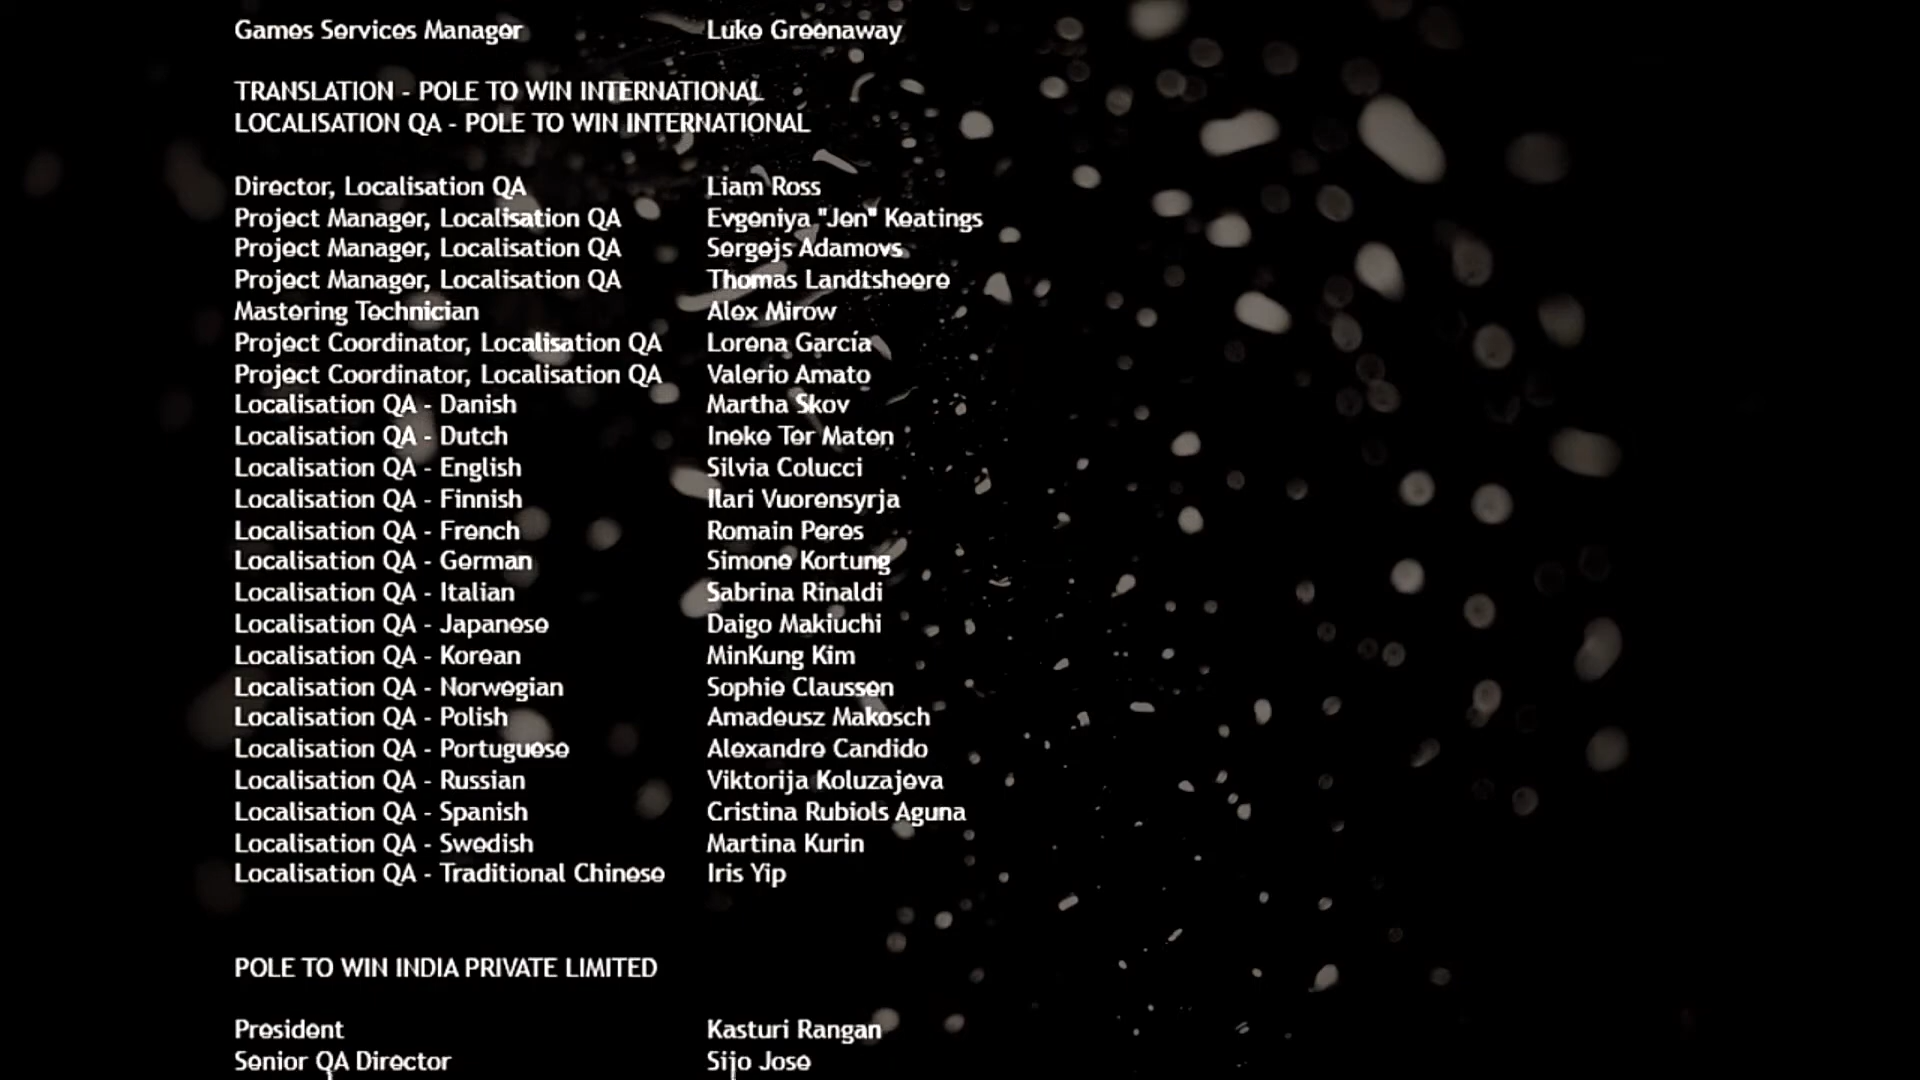 Games Services Manager Luke Greenaway
TRANSLATION - POLE TO WIN INTERNATIONAL
LOCALISATION QA - POLE TO WIN INTERNATIONAL
Director, Localisation QA Liam Ross
Project Manager, Localisation QA Evgeniya "Jen" Keatings
Project Manager, Localisation QA Sergejs Adamovs
Project Manager, Localisation QA Thomas Landtsheere
Mastering Technician Alex Mirow
Project Coordinator, Localisation QA Lorena García
Project Coordinator, Localisation QA Valerio Amato
Localisation QA - Danish Martha Skov
Localisation QA - Dutch Ineke Ter Maten
Localisation QA - English Silvia Colucci
Localisation QA - Finnish Ilari Vuorensyrja
Localisation QA - French Romain Peres
Localisation QA - German Simone Kortung
Localisation QA - Italian Sabrina Rinaldi
Localisation QA - Japanese Daigo Makiuchi
Localisation QA - Korean MinKung Kim
Localisation QA - Norwegian Sophie Claussen
Localisation QA - Polish Amadeusz Makosch
Localisation QA - Portuguese Alexandre Candido
Localisation QA - Russian Viktorija Koluzajeva
Localisation QA - Spanish Cristina Rubiols Aguna
Localisation QA - Swedish Martina Kurin
Localisation QA - Traditional Chinese Iris Yip
POLE TO WIN INDIA PRIVATE LIMITED
President Kasturi Rangan
Senior QA Director Sijo Jose